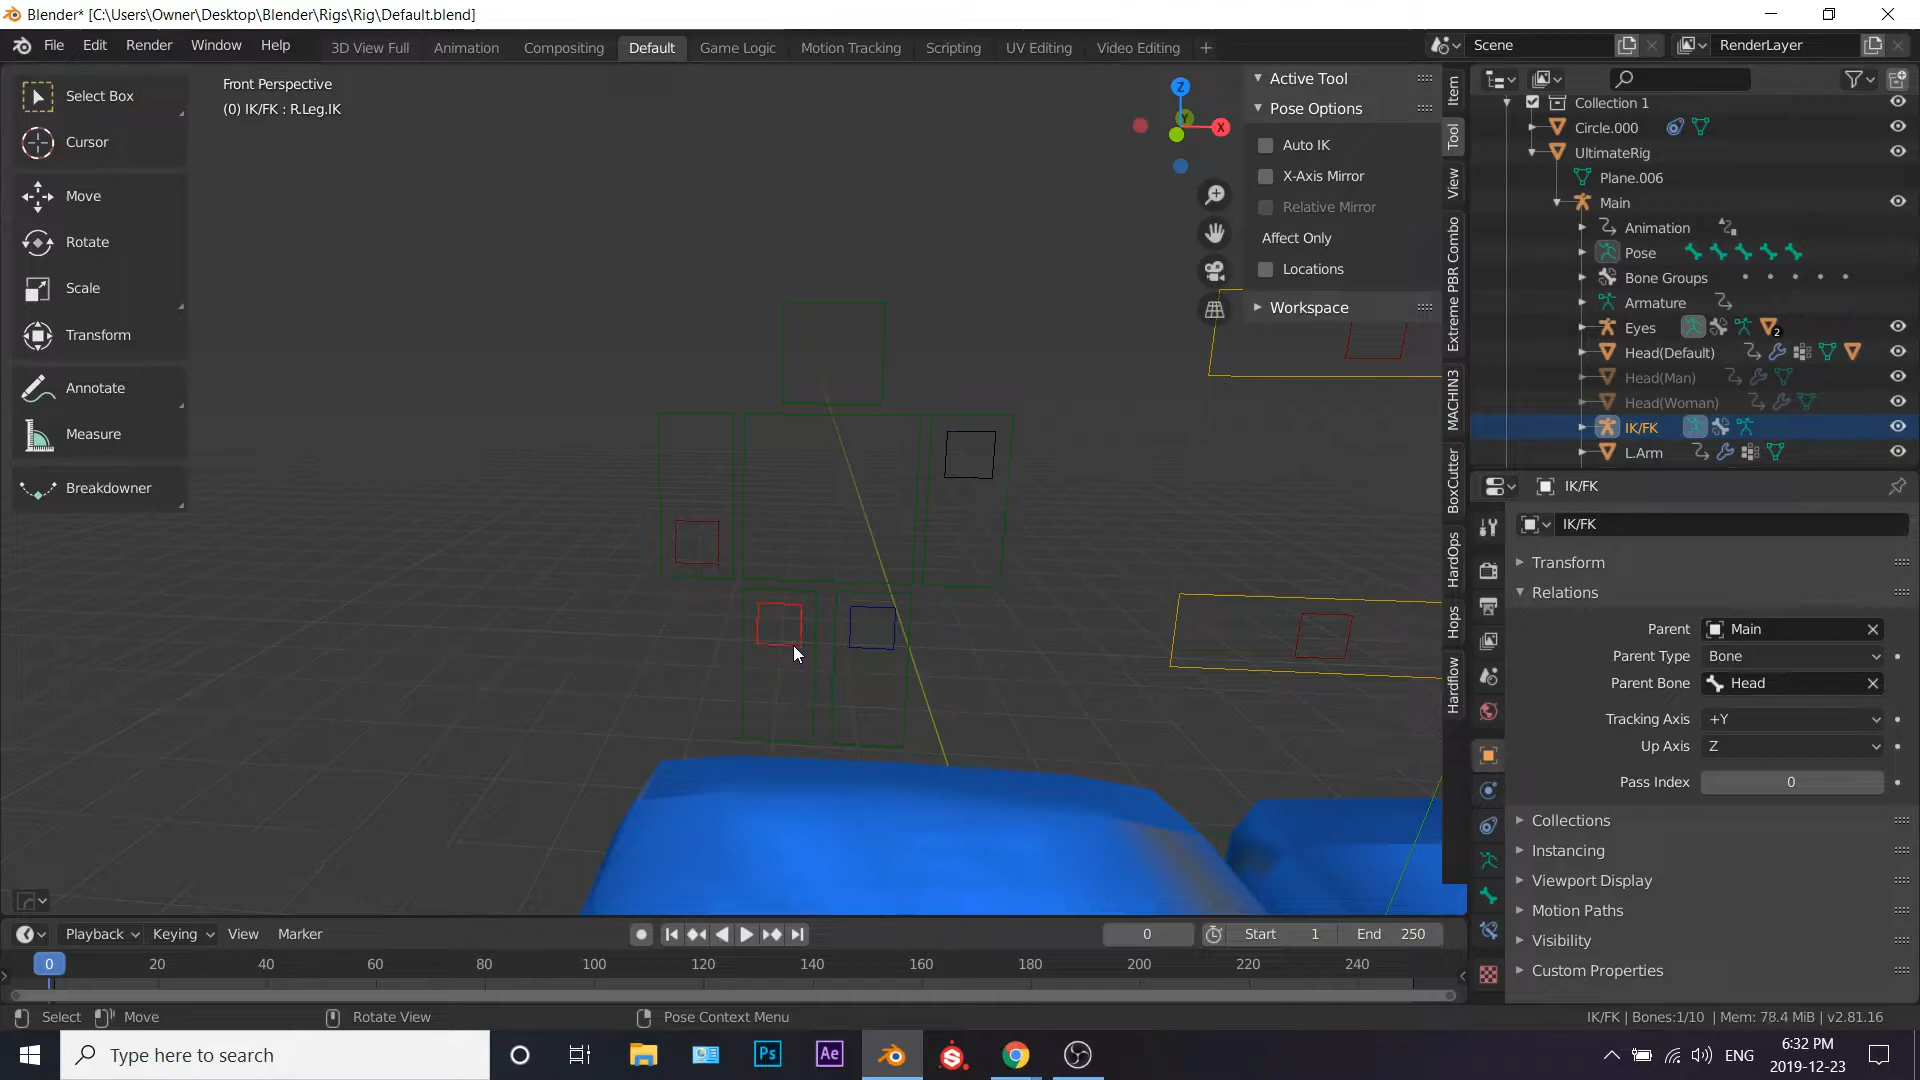 Blender* [C:\Users\Owner\Desktop\Blender\Rigs\Rig\Default.blend]
File Edit Render Window Help 3D View Full Animation Compositing Default Game Logic Motion Tracking Scripting UV Editing Video Editing + Scene RenderLayer
Select Box
Cursor
Move
Rotate
Scale
Transform
Annotate
Measure
Breakdowner
Front Perspective
(0) IK/FK : R.Leg.IK
Z
Y
X
Active Tool
Pose Options
Auto IK
X-Axis Mirror
Relative Mirror
Affect Only
Locations
Workspace
Item
Tool
View
Extreme PBR Combo
MACHIN3
BoxCutter
HardOps
Hops
Hardflow
Collection 1
Circle.000
UltimateRig
Plane.006
Main
Animation
Pose
Bone Groups
Armature
Eyes 2
Head(Default)
Head(Man)
Head(Woman)
IK/FK
L.Arm
IK/FK
IK/FK
Transform
Relations
Parent Main
Parent Type Bone
Parent Bone Head
Tracking Axis +Y
Up Axis Z
Pass Index 0
Collections
Instancing
Viewport Display
Motion Paths
Visibility
Custom Properties
Playback Keying View Marker 0 Start 1 End 250
0 20 40 60 80 100 120 140 160 180 200 220 240
Select Move Rotate View Pose Context Menu IK/FK | Bones:1/10 | Mem: 78.4 MiB | v2.81.16
Type here to search Ps Ae ENG
6:32 PM
2019-12-23